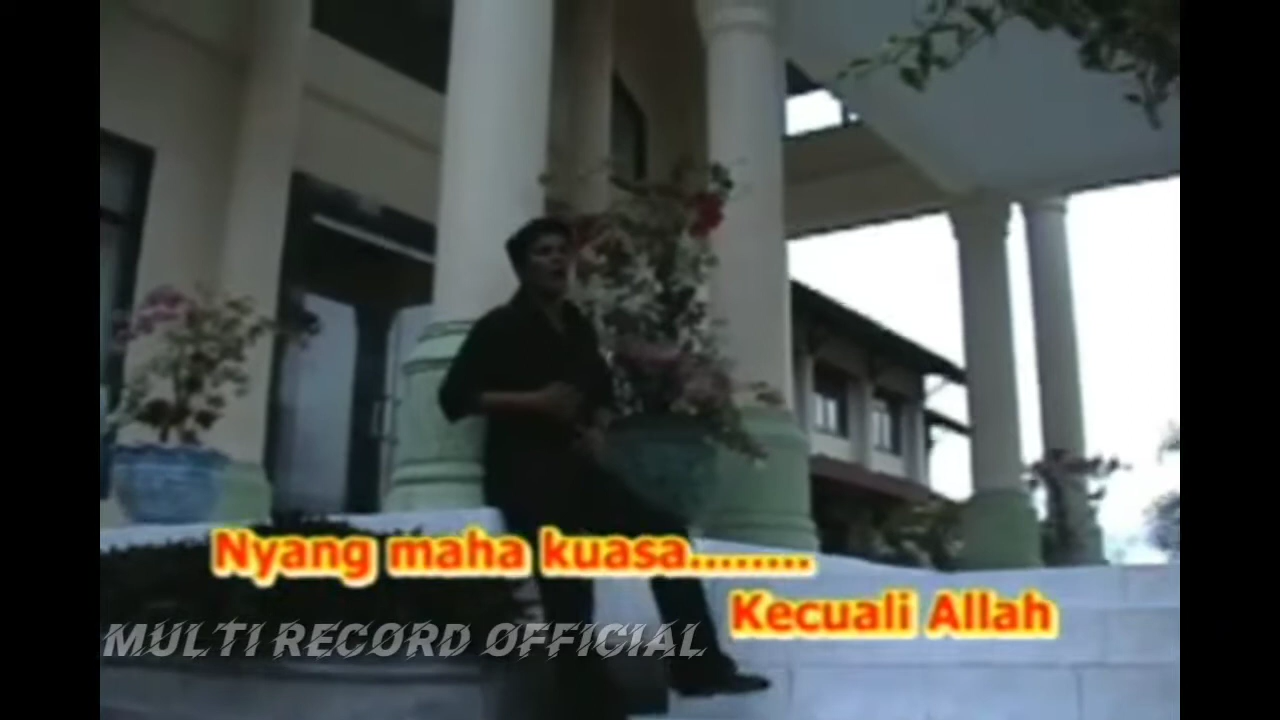 Nyang maha kuasa........
Kecuali Allah
MULTI RECORD OFFICIAL